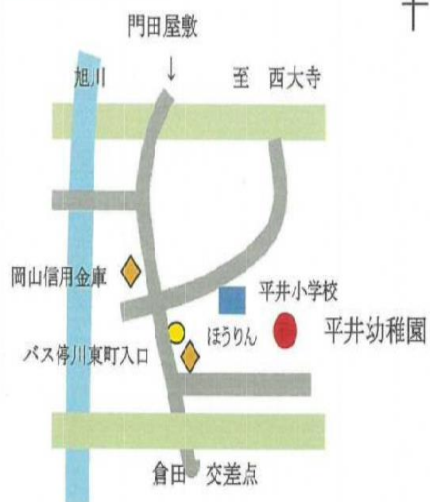 門田屋敷
↓
旭川
至 西大寺
岡山信用金庫
平井小学校
ほうりん
平井幼稚園
バス停川東町入口
倉田 交差点